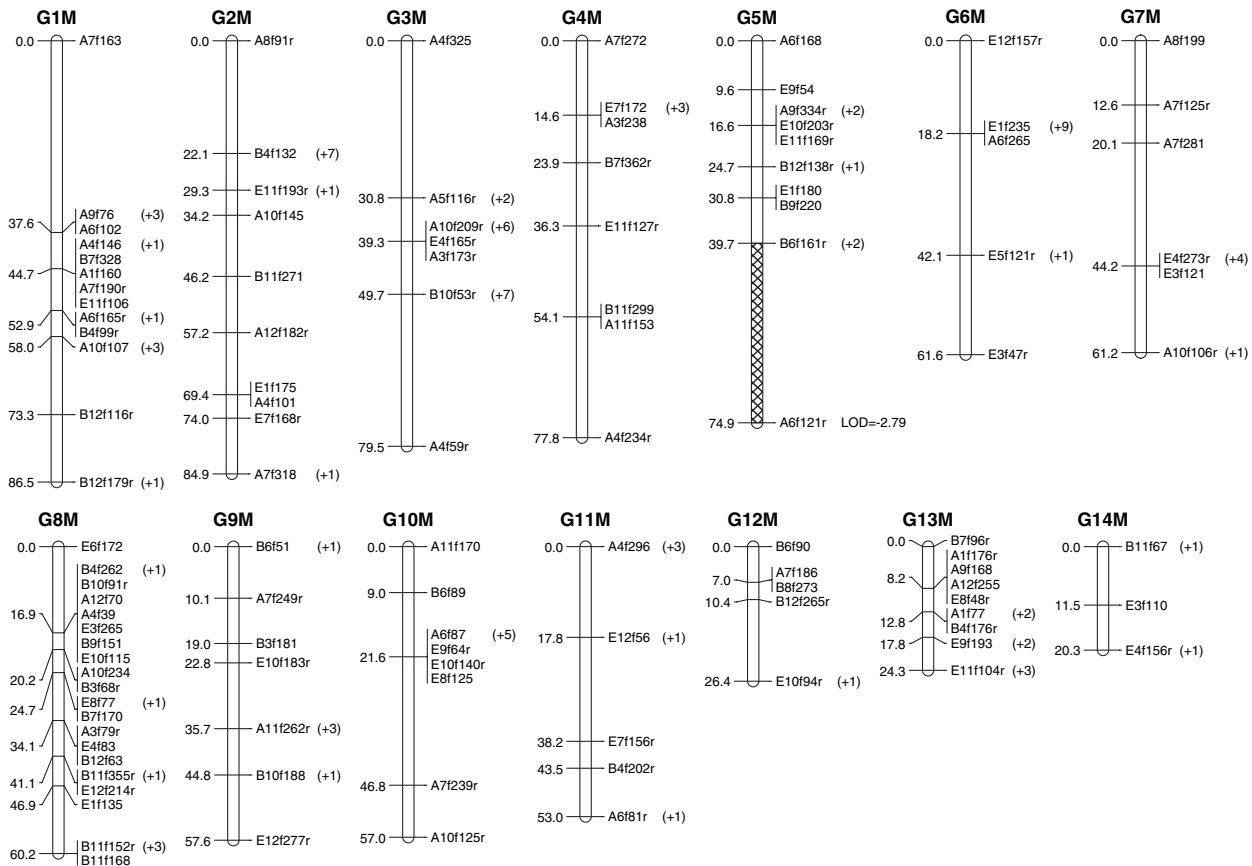 G1M
0.0 A7f163
37.6 A9f76 (+3)
A6f102
44.7 A4f146 (+1)
B7f328
A1f160
A7f190r
E11f106
52.9 A6f165r (+1)
B4f99r
58.0 A10f107 (+3)
73.3 B12f116r
86.5 B12f179r (+1)
G2M
0.0 A8f91r
22.1 B4f132 (+7)
29.3 E11f193r (+1)
34.2 A10f145
46.2 B11f271
57.2 A12f182r
69.4 E1f175
A4f101
74.0 E7f168r
84.9 A7f318 (+1)
G3M
0.0 A4f325
30.8 A5f116r (+2)
39.3 A10f209r (+6)
E4f165r
A3f173r
49.7 B10f53r (+7)
79.5 A4f59r
G4M
0.0 A7f272
14.6 E7f172 (+3)
A3f238
23.9 B7f362r
36.3 E11f127r
54.1 B11f299
A11f153
77.8 A4f234r
G5M
0.0 A6f168
9.6 E9f54
16.6 A9f334r (+2)
E10f203r
E11f169r
24.7 B12f138r (+1)
30.8 E1f180
B9f220
39.7 B6f161r (+2)
74.9 A6f121r LOD=-2.79
G6M
0.0 E12f157r
18.2 E1f235 (+9)
A6f265
42.1 E5f121r (+1)
61.6 E3f47r
G7M
0.0 A8f199
12.6 A7f125r
20.1 A7f281
44.2 E4f273r (+4)
E3f121
61.2 A10f106r (+1)
G8M
0.0 E6f172
16.9 B4f262 (+1)
B10f91r
A12f70
A4f39
E3f265
B9f151
E10f115
20.2 A10f234
B3f68r
24.7 E8f77 (+1)
B7f170
34.1 A3f79r
E4f83
B12f63
41.1 B11f355r (+1)
E12f214r
46.9 E1f135
60.2 B11f152r (+3)
B11f168
G9M
0.0 B6f51 (+1)
10.1 A7f249r
19.0 B3f181
22.8 E10f183r
35.7 A11f262r (+3)
44.8 B10f188 (+1)
57.6 E12f277r
G10M
0.0 A11f170
9.0 B6f89
21.6 A6f87 (+5)
E9f64r
E10f140r
E8f125
46.8 A7f239r
57.0 A10f125r
G11M
0.0 A4f296 (+3)
17.8 E12f56 (+1)
38.2 E7f156r
43.5 B4f202r
53.0 A6f81r (+1)
G12M
0.0 B6f90
7.0 A7f186
B8f273
10.4 B12f265r
26.4 E10f94r (+1)
G13M
0.0 B7f96r
8.2 A1f176r
A9f168
A12f255
E8f48r
12.8 A1f77 (+2)
B4f176r
17.8 E9f193 (+2)
24.3 E11f104r (+3)
G14M
0.0 B11f67 (+1)
11.5 E3f110
20.3 E4f156r (+1)